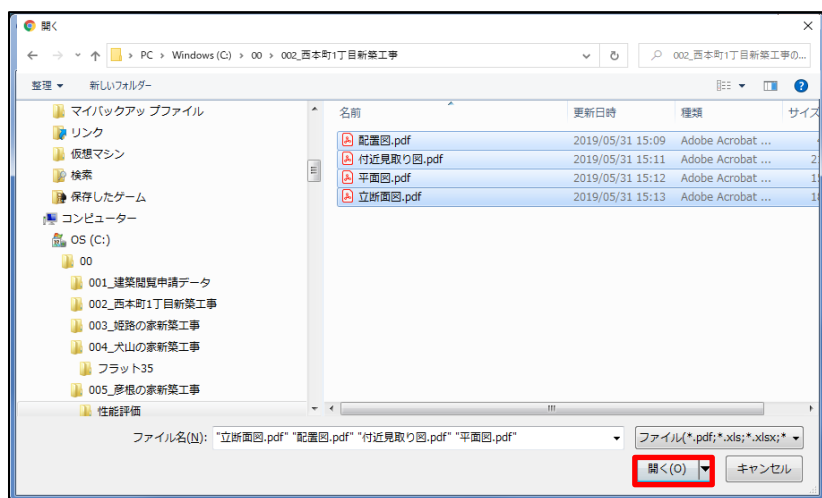 開く
PC › Windows (C:) › 00 › 002_西本町1丁目新築工事
002_西本町1丁目新築工事の...
整理 新しいフォルダー
マイバックアップ プファイル
リンク
仮想マシン
検索
保存したゲーム
コンピューター
OS (C:)
00
001_建築閲覧申請データ
002_西本町1丁目新築工事
003_姫路の家新築工事
004_犬山の家新築工事
フラット35
005_彦根の家新築工事
性能評価
名前 更新日時 種類 サイズ
配置図.pdf 2019/05/31 15:09 Adobe Acrobat ...
付近見取り図.pdf 2019/05/31 15:11 Adobe Acrobat ... 2
平面図.pdf 2019/05/31 15:12 Adobe Acrobat ...
立断面図.pdf 2019/05/31 15:13 Adobe Acrobat ...
ファイル名(N): "立断面図.pdf" "配置図.pdf" "付近見取り図.pdf" "平面図.pdf"
ファイル(*.pdf;*.xls;*.xlsx;*
開く(O) キャンセル